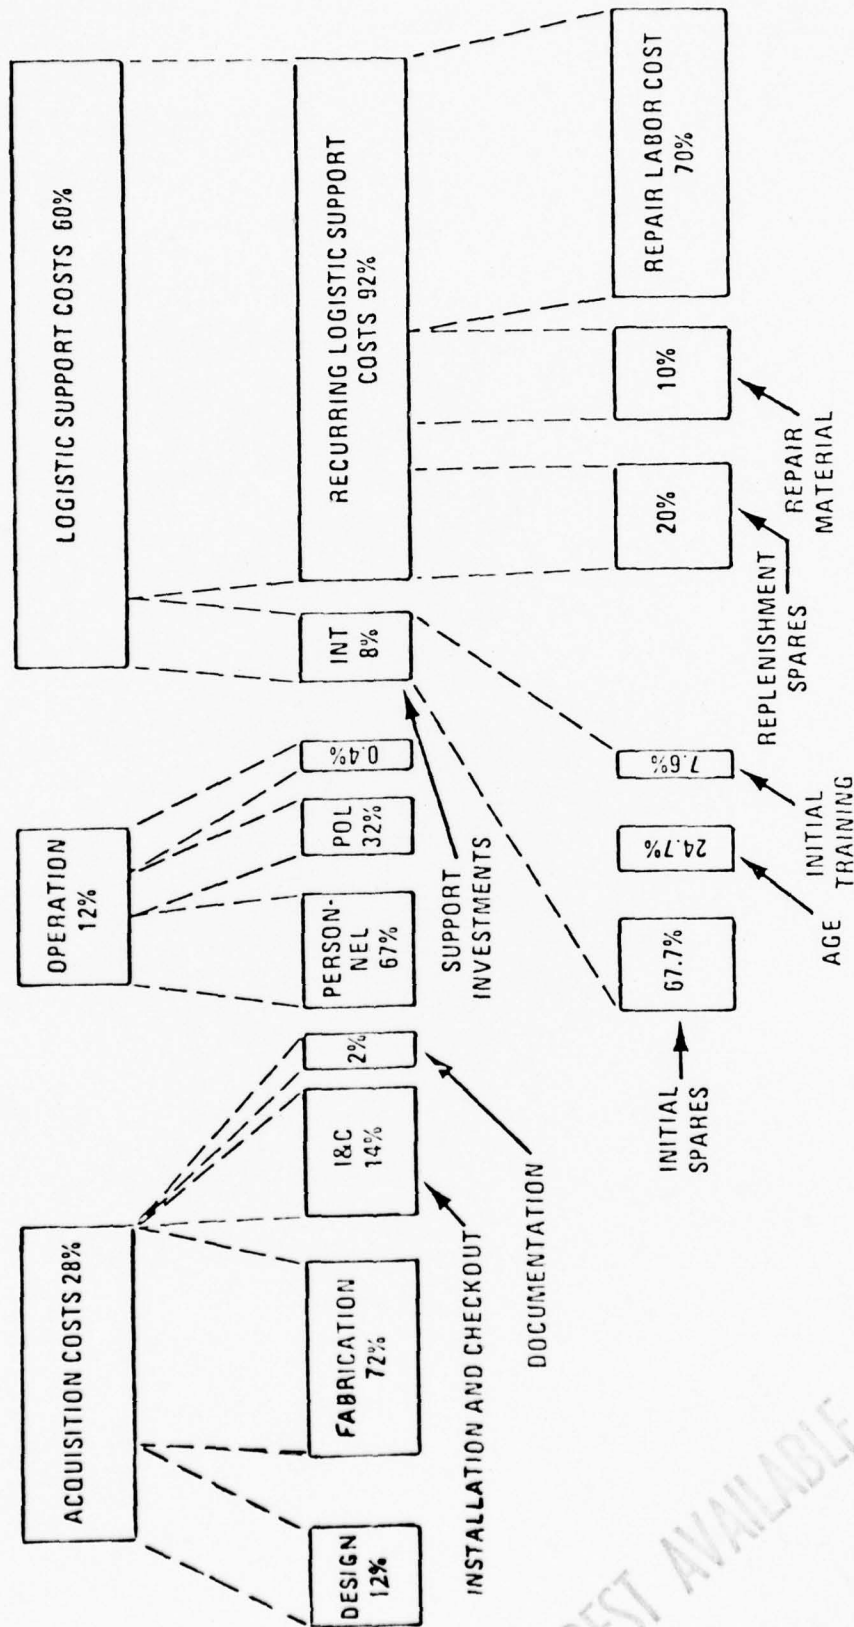 ACQUISITION COSTS 28%
OPERATION
12%
LOGISTIC SUPPORT COSTS 60%
DESIGN
12%
FABRICATION
72%
I&C
14%
2%
PERSON-
NEL
67%
POL
32%
0.4%
INT
8%
RECURRING LOGISTIC SUPPORT
COSTS 92%
INSTALLATION AND CHECKOUT
DOCUMENTATION
SUPPORT
INVESTMENTS
67.7%
24.7%
7.6%
20%
10%
REPAIR LABOR COST
70%
INITIAL
SPARES
AGE
INITIAL
TRAINING
REPLENISHMENT
SPARES
REPAIR
MATERIAL
BEST AVAILABLE